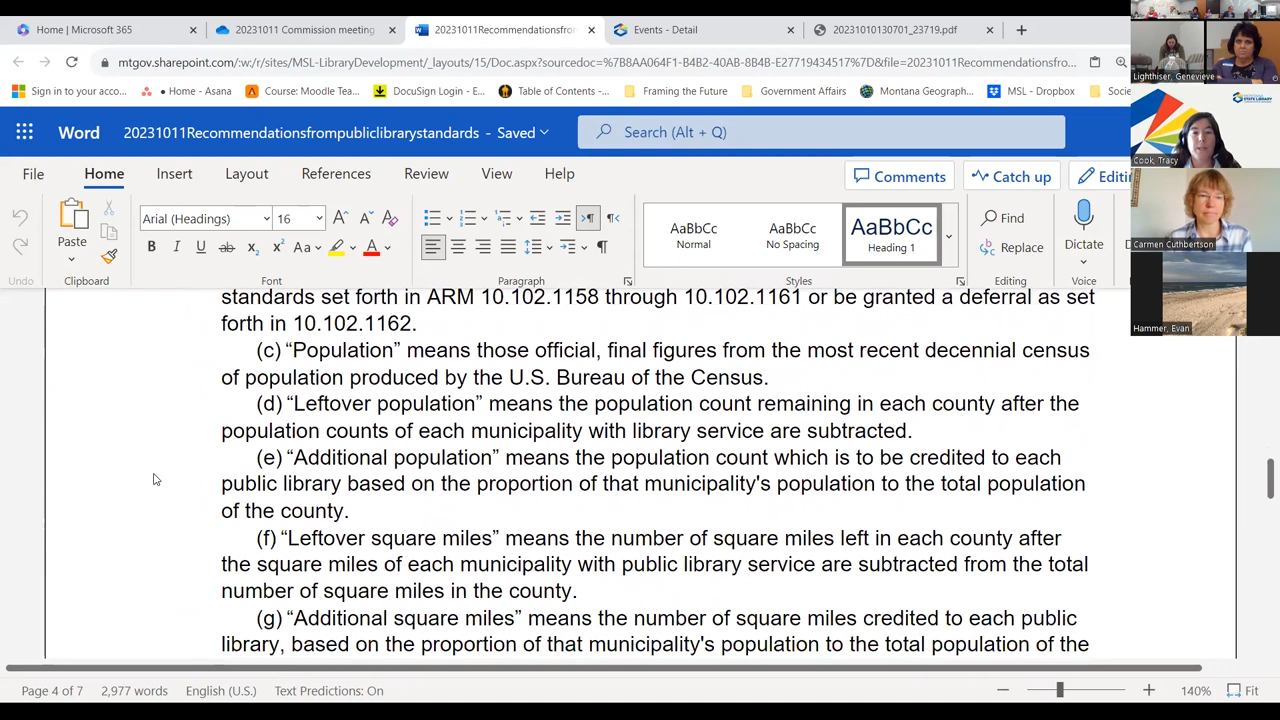 Home | Microsoft 365
20231011 Commission meeting
20231011Recommendationsfrom
Events - Detail
20231010130701_23719.pdf
mtgov.sharepoint.com/:w:/r/sites/MSL-LibraryDevelopment/_layouts/15/Doc.aspx?sourcedoc=%7B8AA064F1-B4B2-40AB-8B4B-E277D9434517%7D&file=20231011Recommendationsfro...
Sign in to your acco...
Home - Asana
Course: Moodle Tea...
DocuSign Login - E...
Table of Contents -...
Framing the Future
Government Affairs
Montana Geograph...
MSL - Dropbox
Socie
Word
20231011Recommendationsfrompubliclibrarystandards - Saved
Search (Alt + Q)
File
Home
Insert
Layout
References
Review
View
Help
Comments
Catch up
Editin
Paste
Clipboard
Arial (Headings)
16
Font
Paragraph
AaBbCc
Normal
AaBbCc
No Spacing
AaBbCc
Heading 1
Styles
Find
Replace
Editing
Dictate
Voice
standards set forth in ARM 10.102.1158 through 10.102.1161 or be granted a deferral as set
forth in 10.102.1162.
(c) “Population” means those official, final figures from the most recent decennial census
of population produced by the U.S. Bureau of the Census.
(d) “Leftover population” means the population count remaining in each county after the
population counts of each municipality with library service are subtracted.
(e) “Additional population” means the population count which is to be credited to each
public library based on the proportion of that municipality's population to the total population
of the county.
(f) “Leftover square miles” means the number of square miles left in each county after
the square miles of each municipality with public library service are subtracted from the total
number of square miles in the county.
(g) “Additional square miles” means the number of square miles credited to each public
library, based on the proportion of that municipality's population to the total population of the
Page 4 of 7
2,977 words
English (U.S.)
Text Predictions: On
140%
Fit
Lighthiser, Genevieve
Cook, Tracy
Carmen Cuthbertson
Hammer, Evan